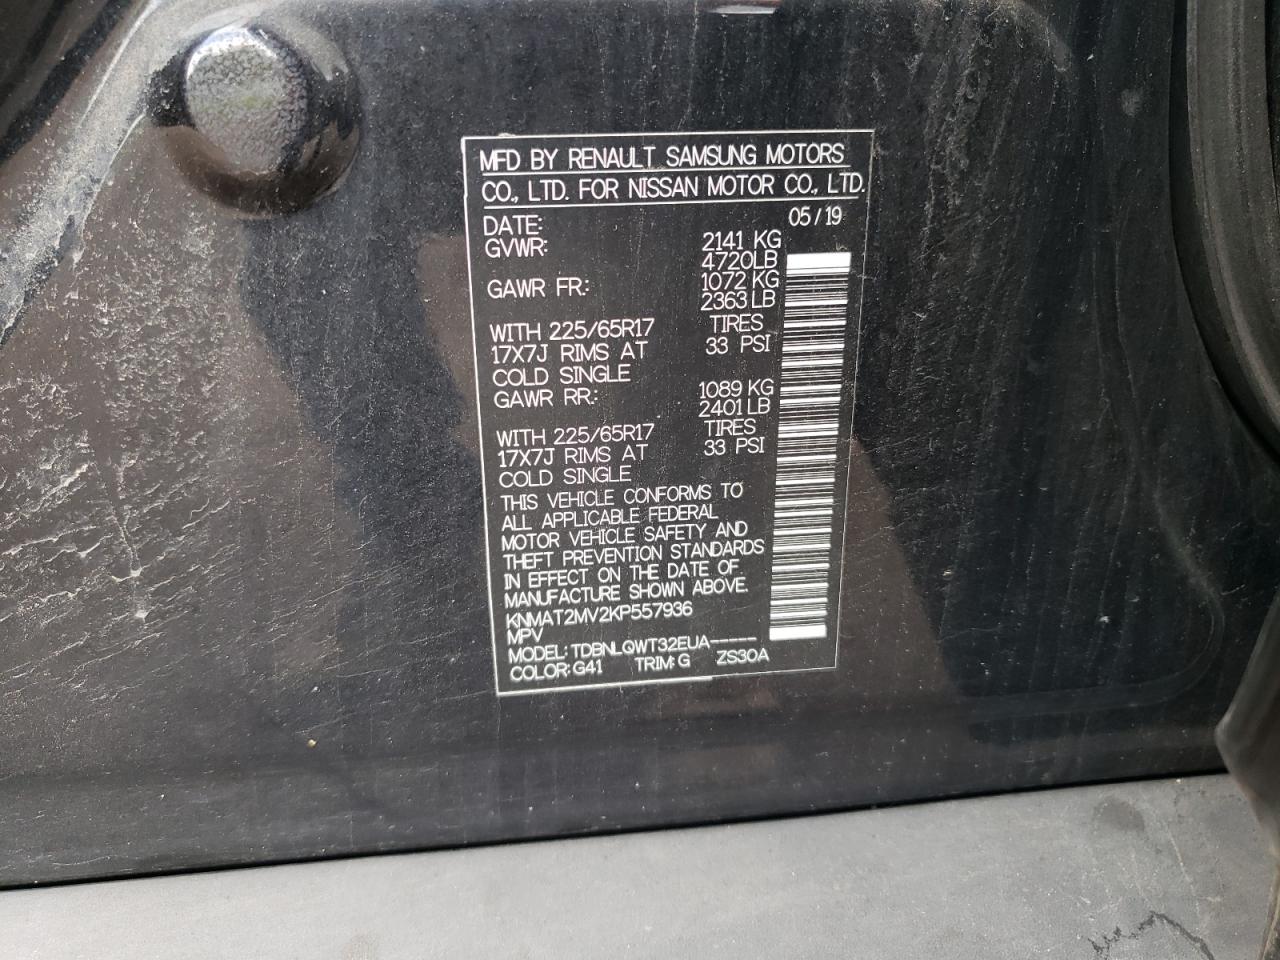 MFD BY RENAULT SAMSUNG MOTORS
CO., LTD. FOR NISSAN MOTOR CO., LTD.
DATE: 05/19
GVWR: 2141 KG
4720LB
GAWR FR: 1072 KG
2363 LB
WITH 225/65R17 TIRES
17X7J RIMS AT 33 PSI
COLD SINGLE
GAWR RR: 1089 KG
2401 LB
WITH 225/65R17 TIRES
17X7J RIMS AT 33 PSI
COLD SINGLE
THIS VEHICLE CONFORMS TO
ALL APPLICABLE FEDERAL
MOTOR VEHICLE SAFETY AND
THEFT PREVENTION STANDARDS
IN EFFECT ON THE DATE OF
MANUFACTURE SHOWN ABOVE.
KNMAT2MV2KP557936
MPV
MODEL: TDBNLQWT32EUA-----
COLOR: G41 TRIM: G ZS30A